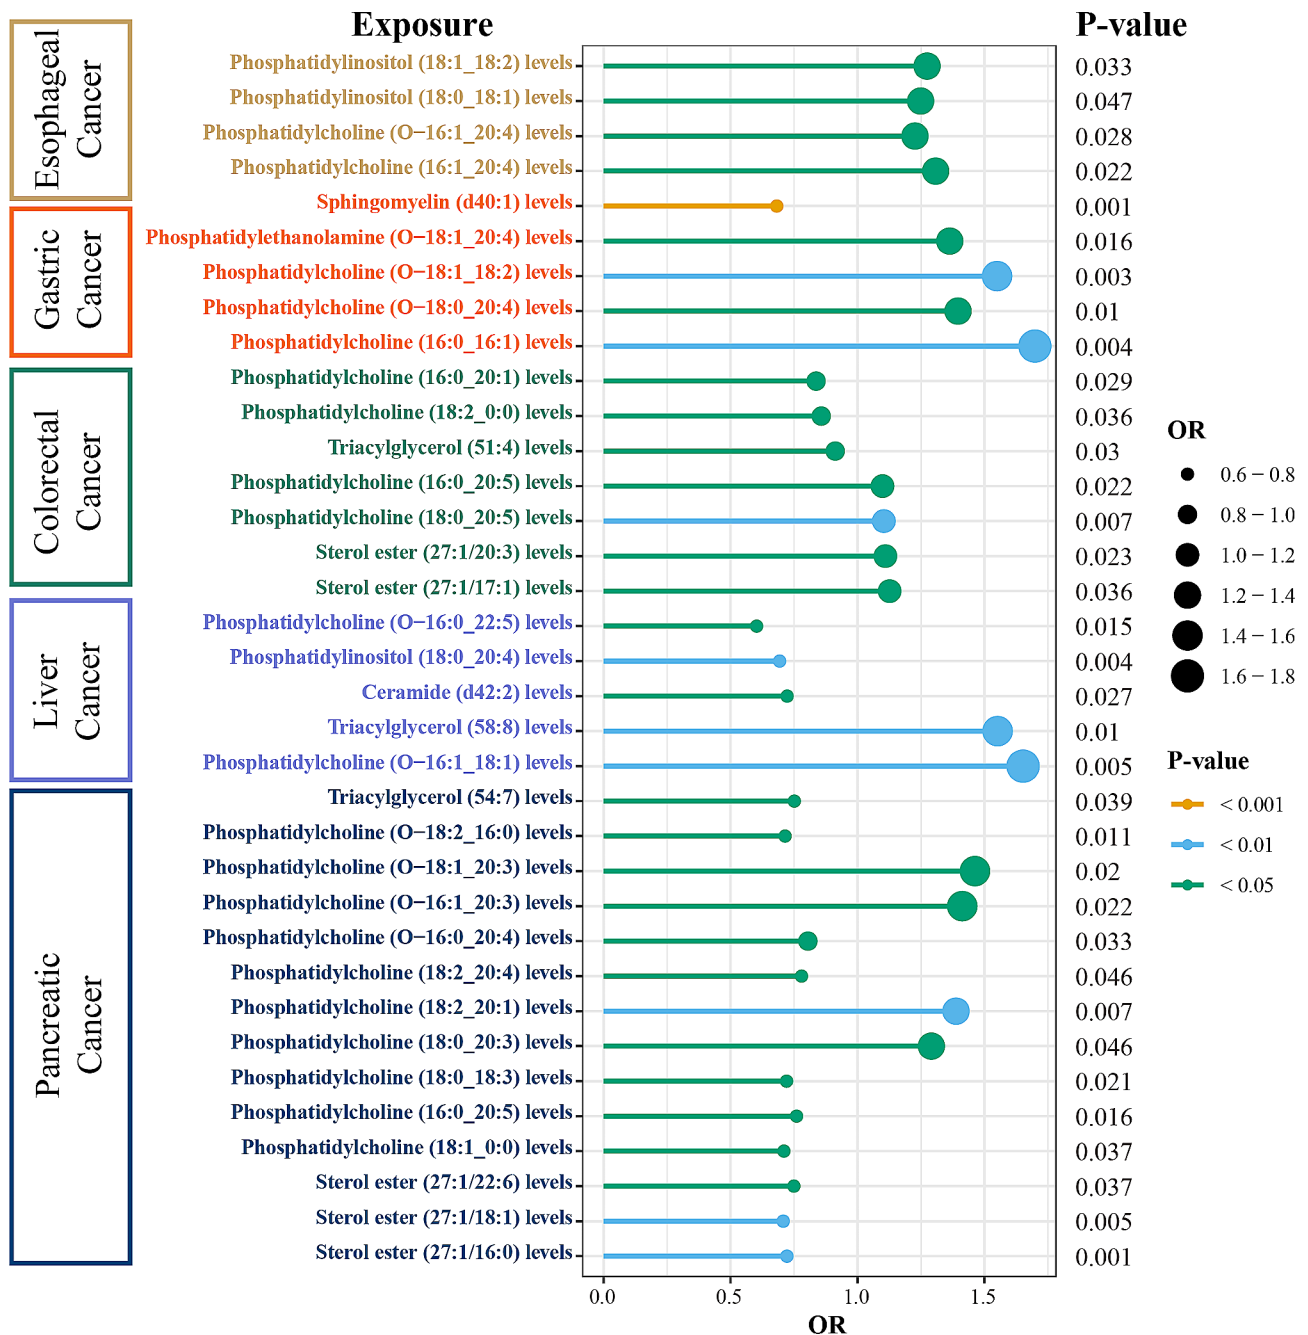 Exposure
P-value
Esophageal
Cancer
Phosphatidylinositol (18:1_18:2) levels 0.033
Phosphatidylinositol (18:0_18:1) levels 0.047
Phosphatidylcholine (O−16:1_20:4) levels 0.028
Phosphatidylcholine (16:1_20:4) levels 0.022
Gastric
Cancer
Sphingomyelin (d40:1) levels 0.001
Phosphatidylethanolamine (O−18:1_20:4) levels 0.016
Phosphatidylcholine (O−18:1_18:2) levels 0.003
Phosphatidylcholine (O−18:0_20:4) levels 0.01
Phosphatidylcholine (16:0_16:1) levels 0.004
Colorectal
Cancer
Phosphatidylcholine (16:0_20:1) levels 0.029
Phosphatidylcholine (18:2_0:0) levels 0.036
Triacylglycerol (51:4) levels 0.03
Phosphatidylcholine (16:0_20:5) levels 0.022
Phosphatidylcholine (18:0_20:5) levels 0.007
Sterol ester (27:1/20:3) levels 0.023
Sterol ester (27:1/17:1) levels 0.036
Liver
Cancer
Phosphatidylcholine (O−16:0_22:5) levels 0.015
Phosphatidylinositol (18:0_20:4) levels 0.004
Ceramide (d42:2) levels 0.027
Triacylglycerol (58:8) levels 0.01
Phosphatidylcholine (O−16:1_18:1) levels 0.005
Pancreatic
Cancer
Triacylglycerol (54:7) levels 0.039
Phosphatidylcholine (O−18:2_16:0) levels 0.011
Phosphatidylcholine (O−18:1_20:3) levels 0.02
Phosphatidylcholine (O−16:1_20:3) levels 0.022
Phosphatidylcholine (O−16:0_20:4) levels 0.033
Phosphatidylcholine (18:2_20:4) levels 0.046
Phosphatidylcholine (18:2_20:1) levels 0.007
Phosphatidylcholine (18:0_20:3) levels 0.046
Phosphatidylcholine (18:0_18:3) levels 0.021
Phosphatidylcholine (16:0_20:5) levels 0.016
Phosphatidylcholine (18:1_0:0) levels 0.037
Sterol ester (27:1/22:6) levels 0.037
Sterol ester (27:1/18:1) levels 0.005
Sterol ester (27:1/16:0) levels 0.001
0.0 0.5 1.0 1.5
OR
OR
0.6 − 0.8
0.8 − 1.0
1.0 − 1.2
1.2 − 1.4
1.4 − 1.6
1.6 − 1.8
P-value
< 0.001
< 0.01
< 0.05